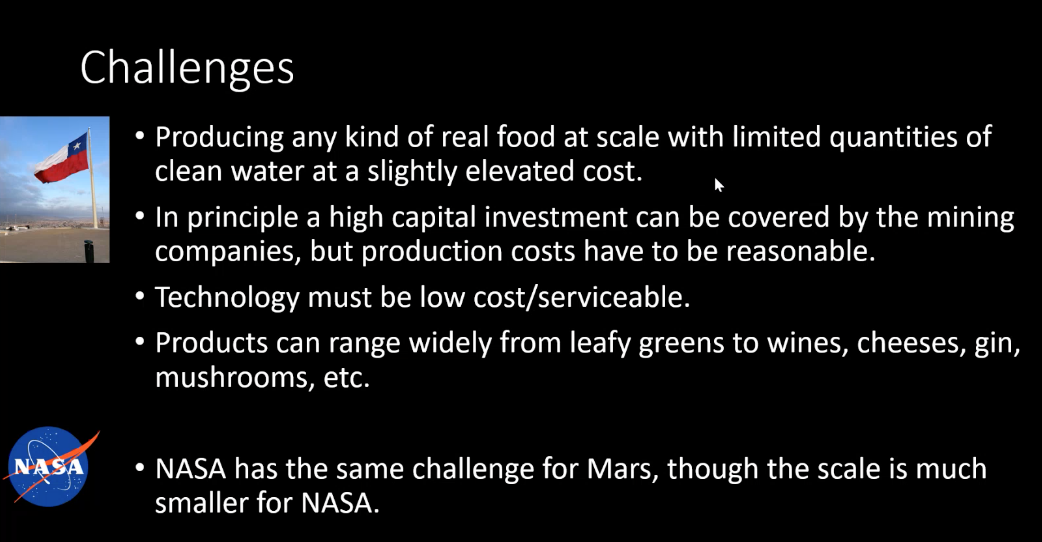 Challenges
• Producing any kind of real food at scale with limited quantities of
clean water at a slightly elevated cost.
• In principle a high capital investment can be covered by the mining
companies, but production costs have to be reasonable.
• Technology must be low cost/serviceable.
• Products can range widely from leafy greens to wines, cheeses, gin,
mushrooms, etc.
NASA
• NASA has the same challenge for Mars, though the scale is much
smaller for NASA.